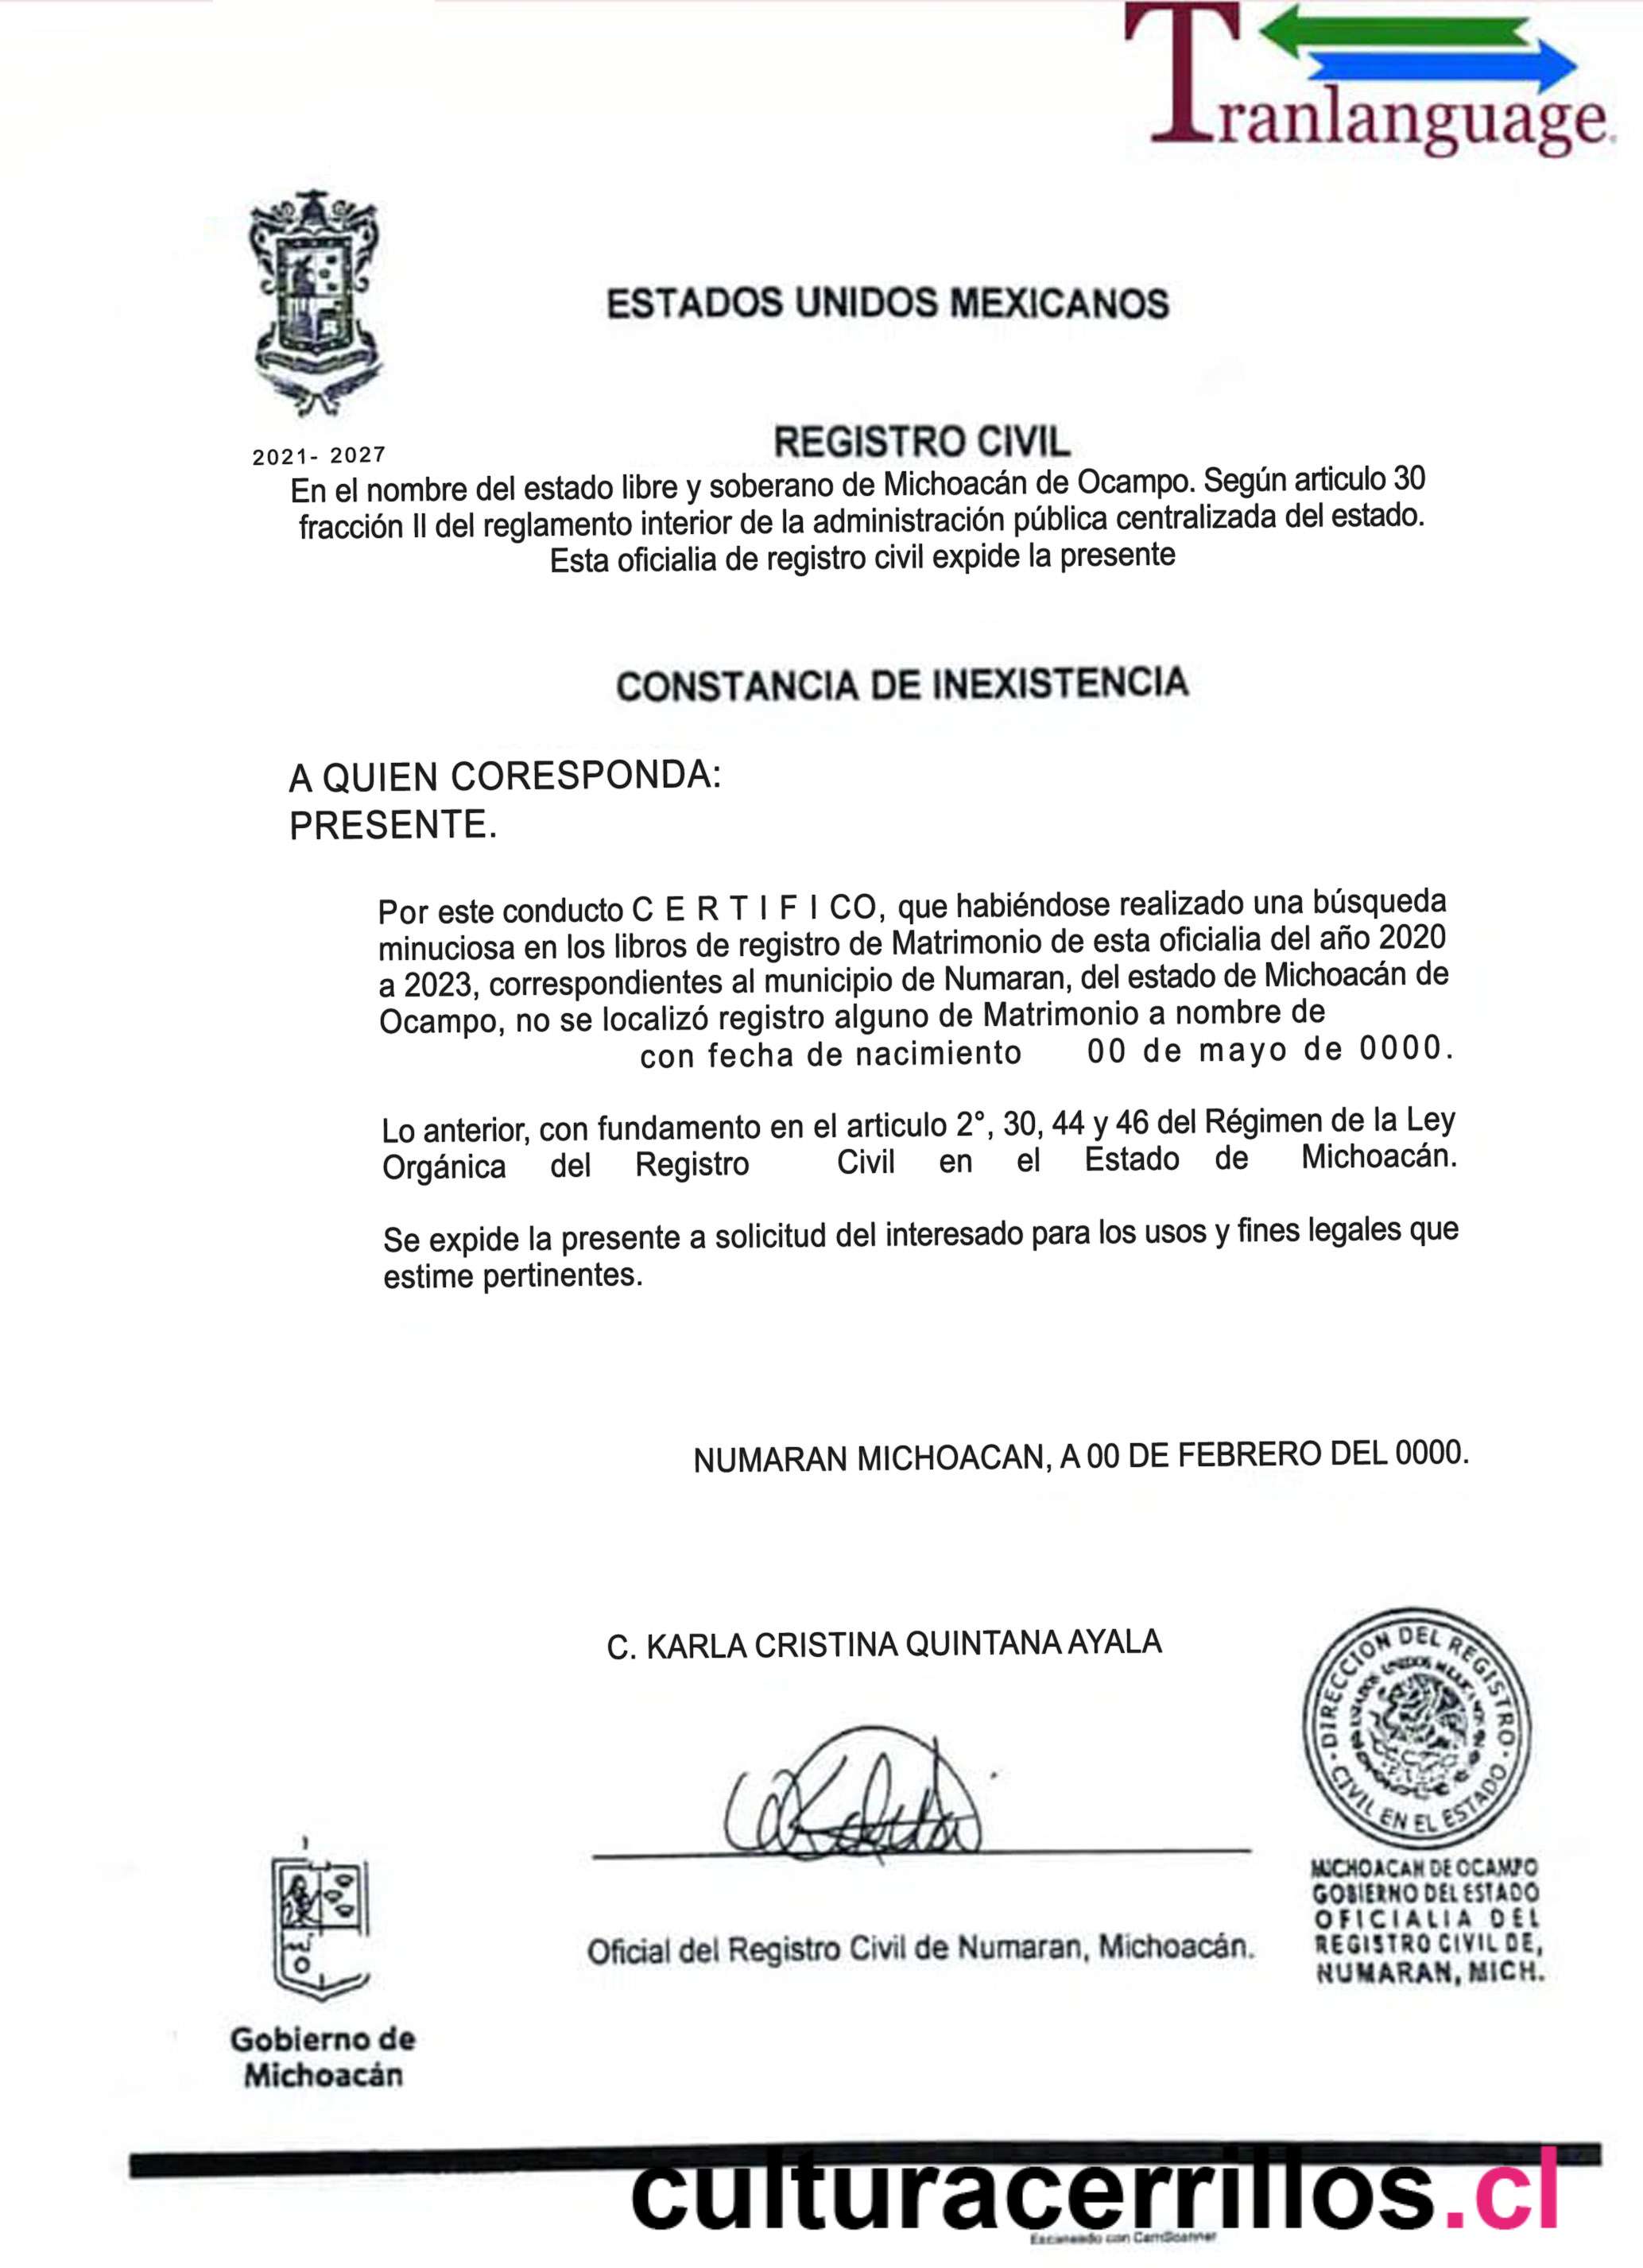 Tranlanguage
ESTADOS UNIDOS MEXICANOS
REGISTRO CIVIL
2021- 2027
En el nombre del estado libre y soberano de Michoacán de Ocampo. Según articulo 30
fracción II del reglamento interior de la administración pública centralizada del estado.
Esta oficialia de registro civil expide la presente
CONSTANCIA DE INEXISTENCIA
A QUIEN CORESPONDA:
PRESENTE.
Por este conducto C E R T I F I CO, que habiéndose realizado una búsqueda
minuciosa en los libros de registro de Matrimonio de esta oficialia del año 2020
a 2023, correspondientes al municipio de Numaran, del estado de Michoacán de
Ocampo, no se localizó registro alguno de Matrimonio a nombre de
con fecha de nacimiento 00 de mayo de 0000.
Lo anterior, con fundamento en el articulo 2°, 30, 44 y 46 del Régimen de la Ley
Orgánica del Registro Civil en el Estado de Michoacán.
Se expide la presente a solicitud del interesado para los usos y fines legales que
estime pertinentes.
NUMARAN MICHOACAN, A 00 DE FEBRERO DEL 0000.
C. KARLA CRISTINA QUINTANA AYALA
DIRECCION DEL REGISTRO CIVIL EN EL ESTADO
ESTADOS UNIDOS MEXICANOS
MICHOACAN DE OCAMPO
GOBIERNO DEL ESTADO
OFICIALIA DEL
REGISTRO CIVIL DE,
NUMARAN, MICH.
Oficial del Registro Civil de Numaran, Michoacán.
Gobierno de
Michoacán
culturacerrillos.cl
Escaneado con CamScanner